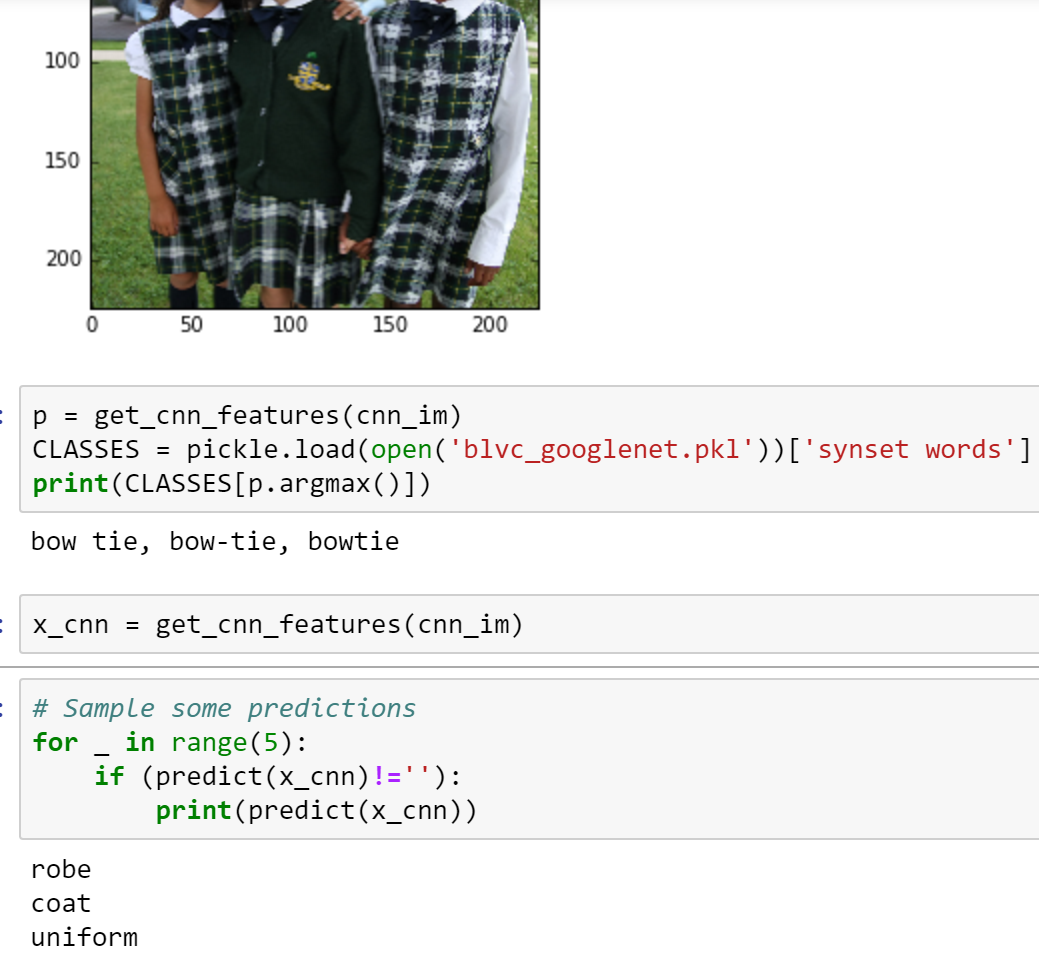 100
150
200
0 50 100 150 200
: p = get_cnn_features(cnn_im)
CLASSES = pickle.load(open('blvc_googlenet.pkl'))['synset words']
print(CLASSES[p.argmax()])
bow tie, bow-tie, bowtie
: x_cnn = get_cnn_features(cnn_im)
: # Sample some predictions
for _ in range(5):
    if (predict(x_cnn)!=''):
        print(predict(x_cnn))
robe
coat
uniform